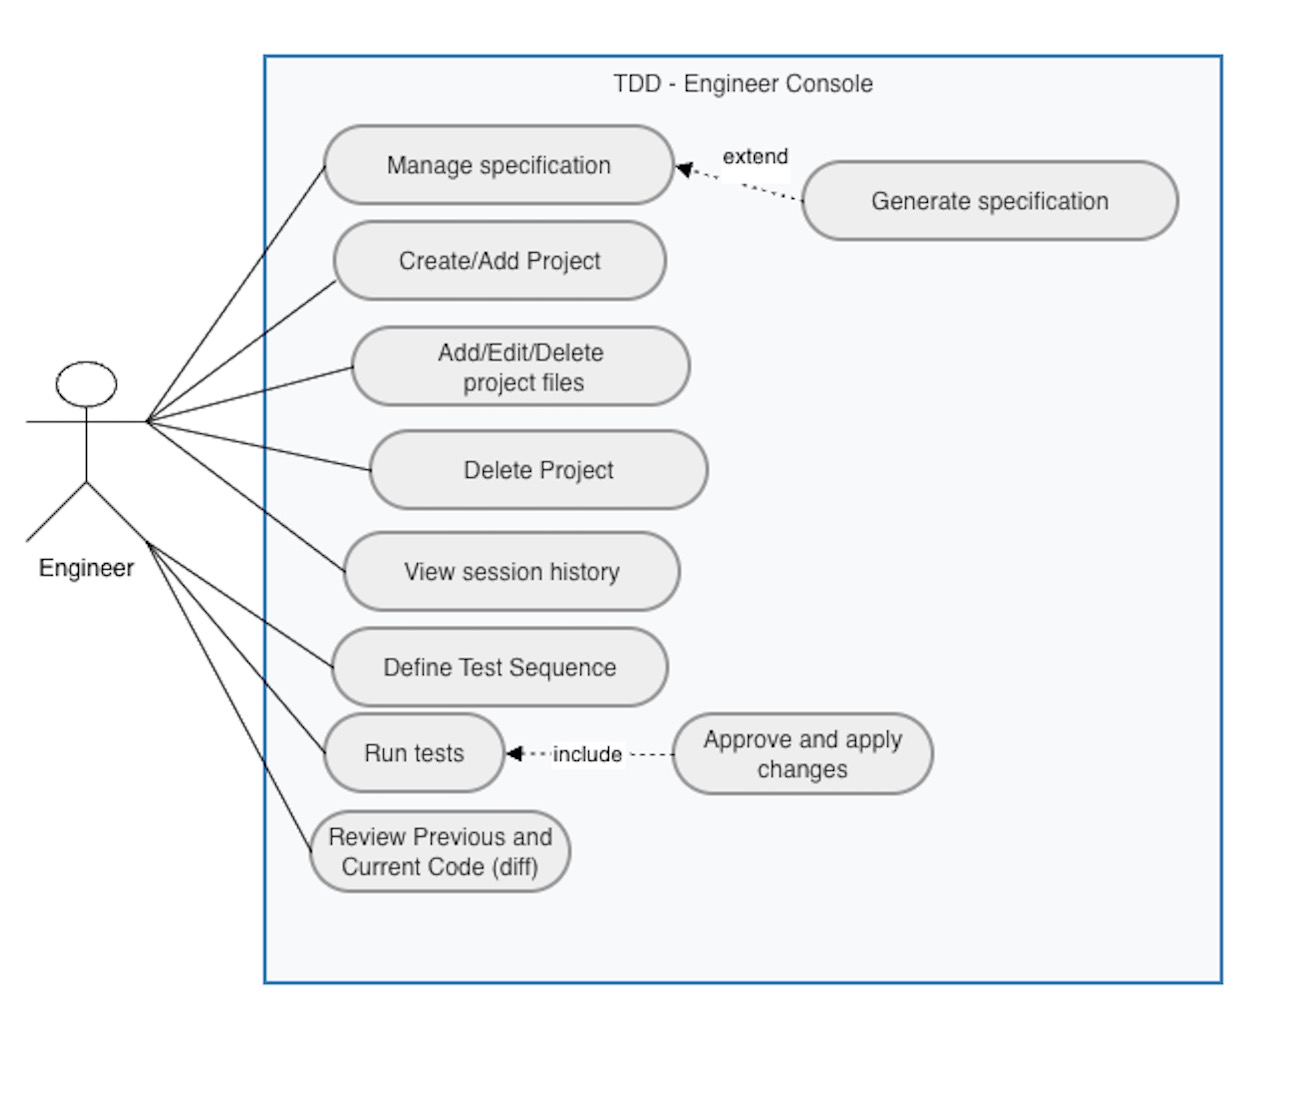 TDD - Engineer Console
Manage specification
extend
Generate specification
Create/Add Project
Add/Edit/Delete
project files
Delete Project
Engineer
View session history
Define Test Sequence
Run tests
include
Approve and apply
changes
Review Previous and
Current Code (diff)